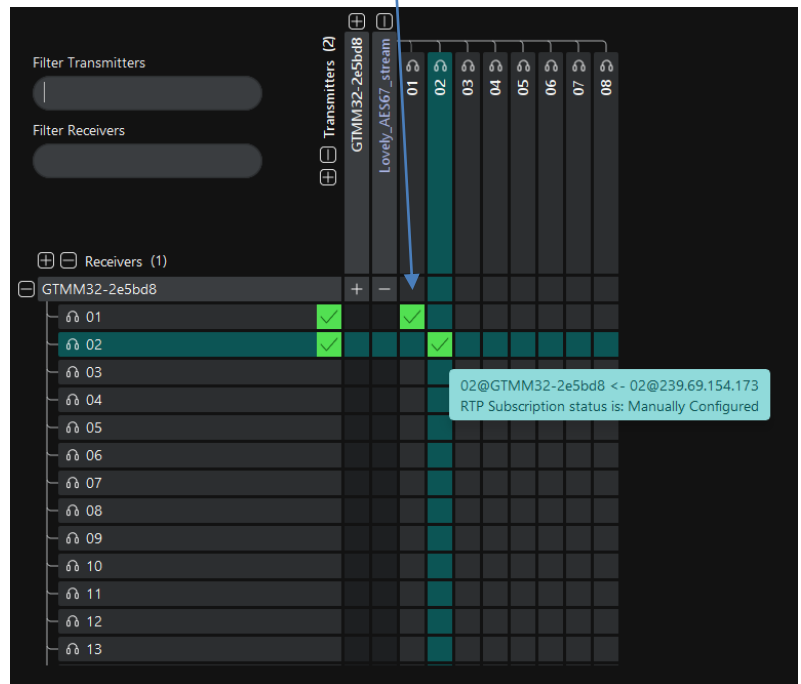 Filter Transmitters
Filter Receivers
Transmitters (2)
GTMM32-2e5bd8
Lovely_AES67_stream
01
02
03
04
05
06
07
08
Receivers (1)
GTMM32-2e5bd8
01
02
03
04
05
06
07
08
09
10
11
12
13
02@GTMM32-2e5bd8 <- 02@239.69.154.173
RTP Subscription status is: Manually Configured